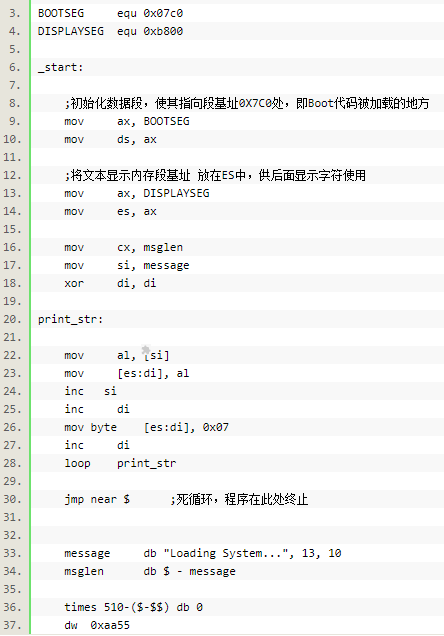 3. BOOTSEG equ 0x07c0
4. DISPLAYSEG equ 0xb800
5.
6. _start:
7.
8. ;初始化数据段，使其指向段基址0X7C0处，即Boot代码被加载的地方
9. mov ax, BOOTSEG
10. mov ds, ax
11.
12. ;将文本显示内存段基址 放在ES中，供后面显示字符使用
13. mov ax, DISPLAYSEG
14. mov es, ax
15.
16. mov cx, msglen
17. mov si, message
18. xor di, di
19.
20. print_str:
21.
22. mov al, [si]
23. mov [es:di], al
24. inc si
25. inc di
26. mov byte [es:di], 0x07
27. inc di
28. loop print_str
29.
30. jmp near $ ;死循环，程序在此处终止
31.
32.
33. message db "Loading System...", 13, 10
34. msglen db $ - message
35.
36. times 510-($-$$) db 0
37. dw 0xaa55